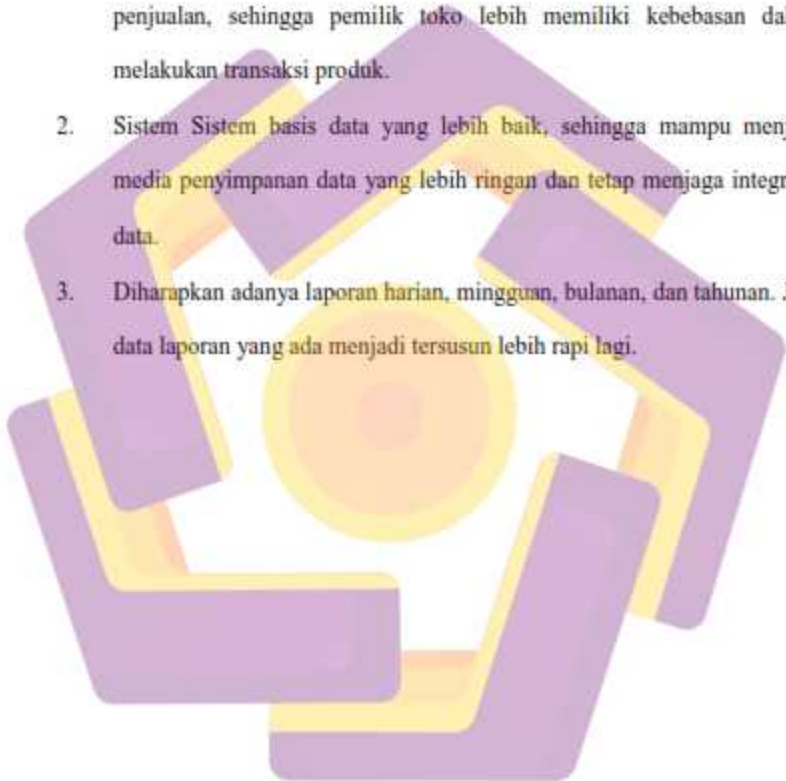 penjualan, sehingga pemilik toko lebih memiliki kebebasan dal
melakukan transaksi produk.
2. Sistem Sistem basis data yang lebih baik, sehingga mampu menj
media penyimpanan data yang lebih ringan dan tetap menjaga integr
data.
3. Diharapkan adanya laporan harian, mingguan, bulanan, dan tahunan. J
data laporan yang ada menjadi tersusun lebih rapi lagi.